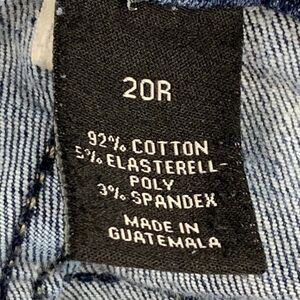 20R
92% COTTON
5% ELASTERELL-
POLY
3% SPANDEX
MADE IN
GUATEMALA